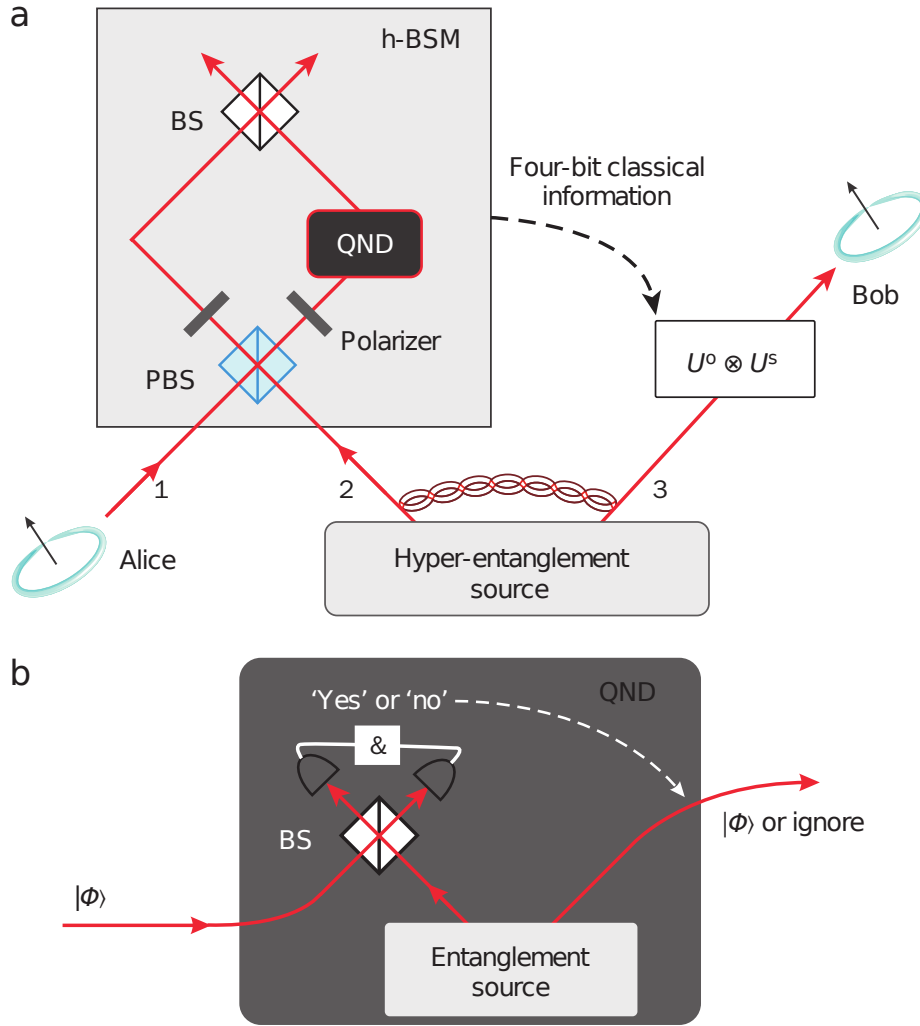 a
h-BSM
BS
QND
Polarizer
PBS
Four-bit classical
information
Bob
Uᵒ ⊗ Uˢ
1
2
3
Alice
Hyper-entanglement
source
b
QND
‘Yes’ or ‘no’
&
BS
|Φ⟩ or ignore
|Φ⟩
Entanglement
source